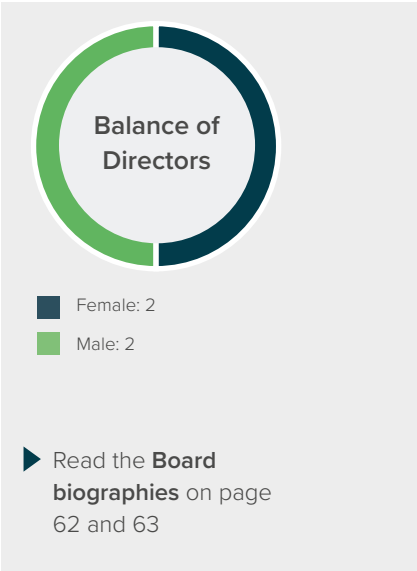 Balance of
Directors
Female: 2
Male: 2
Read the Board
biographies on page
62 and 63